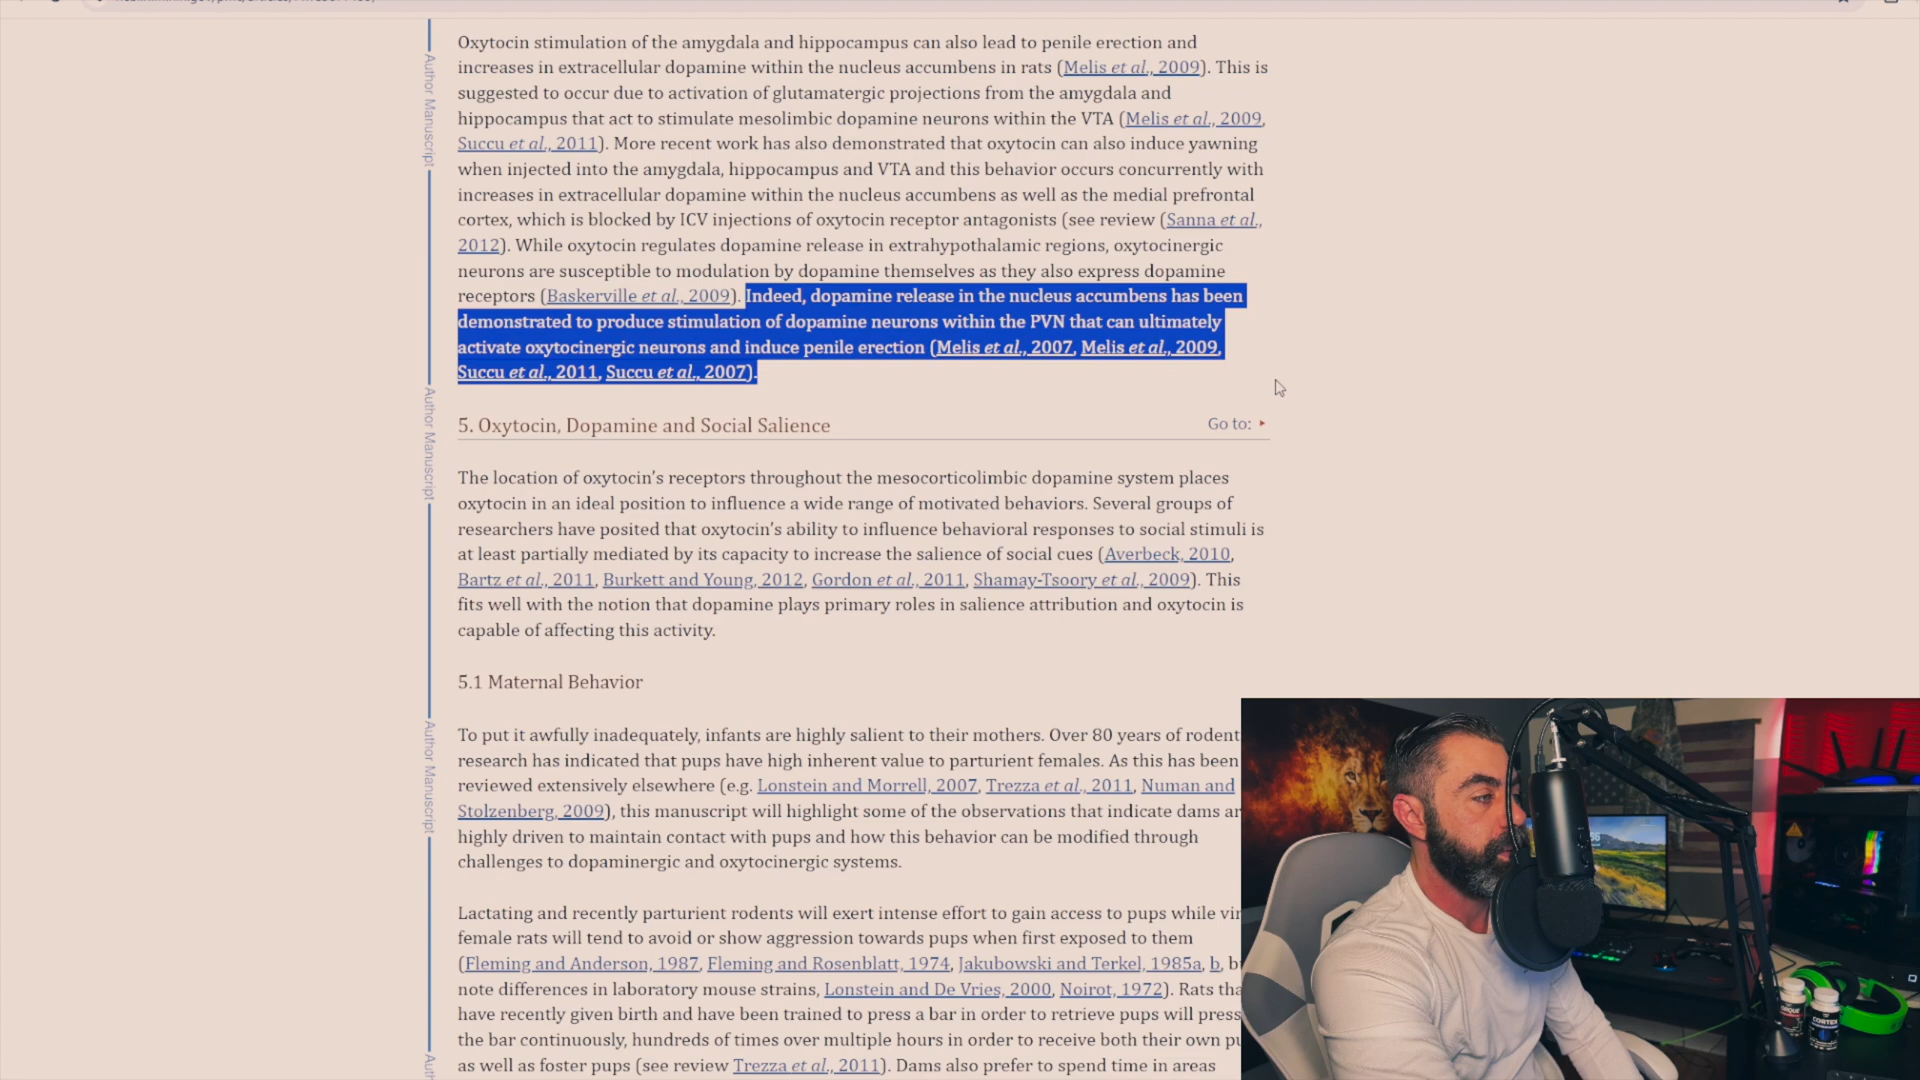 Oxytocin stimulation of the amygdala and hippocampus can also lead to penile erection and
increases in extracellular dopamine within the nucleus accumbens in rats (Melis et al., 2009). This is
suggested to occur due to activation of glutamatergic projections from the amygdala and
hippocampus that act to stimulate mesolimbic dopamine neurons within the VTA (Melis et al., 2009,
Succu et al., 2011). More recent work has also demonstrated that oxytocin can also induce yawning
when injected into the amygdala, hippocampus and VTA and this behavior occurs concurrently with
increases in extracellular dopamine within the nucleus accumbens as well as the medial prefrontal
cortex, which is blocked by ICV injections of oxytocin receptor antagonists (see review (Sanna et al.,
2012). While oxytocin regulates dopamine release in extrahypothalamic regions, oxytocinergic
neurons are susceptible to modulation by dopamine themselves as they also express dopamine
receptors (Baskerville et al., 2009). Indeed, dopamine release in the nucleus accumbens has been
demonstrated to produce stimulation of dopamine neurons within the PVN that can ultimately
activate oxytocinergic neurons and induce penile erection (Melis et al., 2007, Melis et al., 2009,
Succu et al., 2011, Succu et al., 2007).
5. Oxytocin, Dopamine and Social Salience
Go to:
The location of oxytocin's receptors throughout the mesocorticolimbic dopamine system places
oxytocin in an ideal position to influence a wide range of motivated behaviors. Several groups of
researchers have posited that oxytocin's ability to influence behavioral responses to social stimuli is
at least partially mediated by its capacity to increase the salience of social cues (Averbeck, 2010,
Bartz et al., 2011, Burkett and Young, 2012, Gordon et al., 2011, Shamay-Tsoory et al., 2009). This
fits well with the notion that dopamine plays primary roles in salience attribution and oxytocin is
capable of affecting this activity.
5.1 Maternal Behavior
To put it awfully inadequately, infants are highly salient to their mothers. Over 80 years of rodent
research has indicated that pups have high inherent value to parturient females. As this has been
reviewed extensively elsewhere (e.g. Lonstein and Morrell, 2007, Trezza et al., 2011, Numan and
Stolzenberg, 2009), this manuscript will highlight some of the observations that indicate dams ar
highly driven to maintain contact with pups and how this behavior can be modified through
challenges to dopaminergic and oxytocinergic systems.
Lactating and recently parturient rodents will exert intense effort to gain access to pups while vir
female rats will tend to avoid or show aggression towards pups when first exposed to them
(Fleming and Anderson, 1987, Fleming and Rosenblatt, 1974, Jakubowski and Terkel, 1985a, b, b
note differences in laboratory mouse strains, Lonstein and De Vries, 2000, Noirot, 1972). Rats tha
have recently given birth and have been trained to press a bar in order to retrieve pups will press
the bar continuously, hundreds of times over multiple hours in order to receive both their own pu
as well as foster pups (see review Trezza et al., 2011). Dams also prefer to spend time in areas
Author Manuscript
Author Manuscript
Author Manuscript
Auth
CORTEX